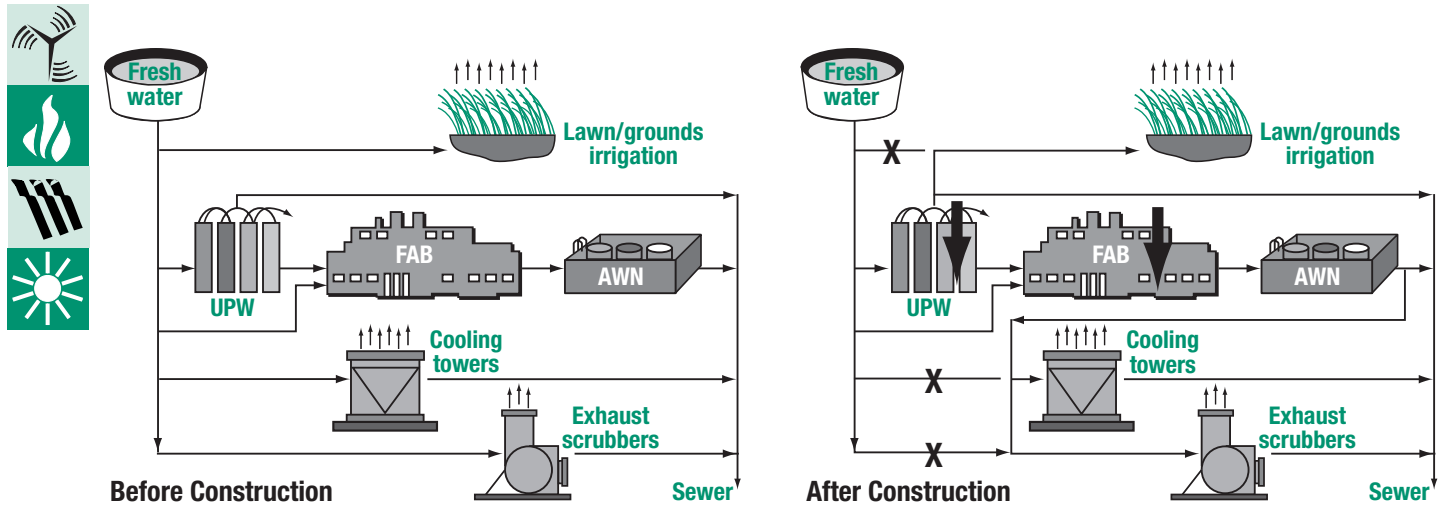 Fresh
water
Lawn/grounds
irrigation
FAB
AWN
UPW
Cooling
towers
Exhaust
scrubbers
Before Construction
Sewer
Fresh
water
X
Lawn/grounds
irrigation
FAB
AWN
UPW
Cooling
towers
X
Exhaust
scrubbers
X
After Construction
Sewer